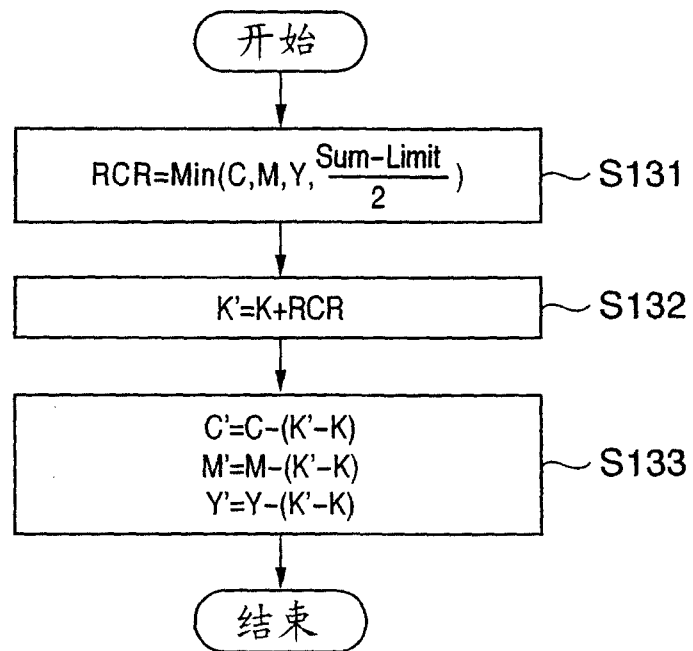 开始
RCR=Min(C,M,Y,Sum-Limit/2)
S131
K'=K+RCR
S132
C'=C-(K'-K)
M'=M-(K'-K)
Y'=Y-(K'-K)
S133
结束